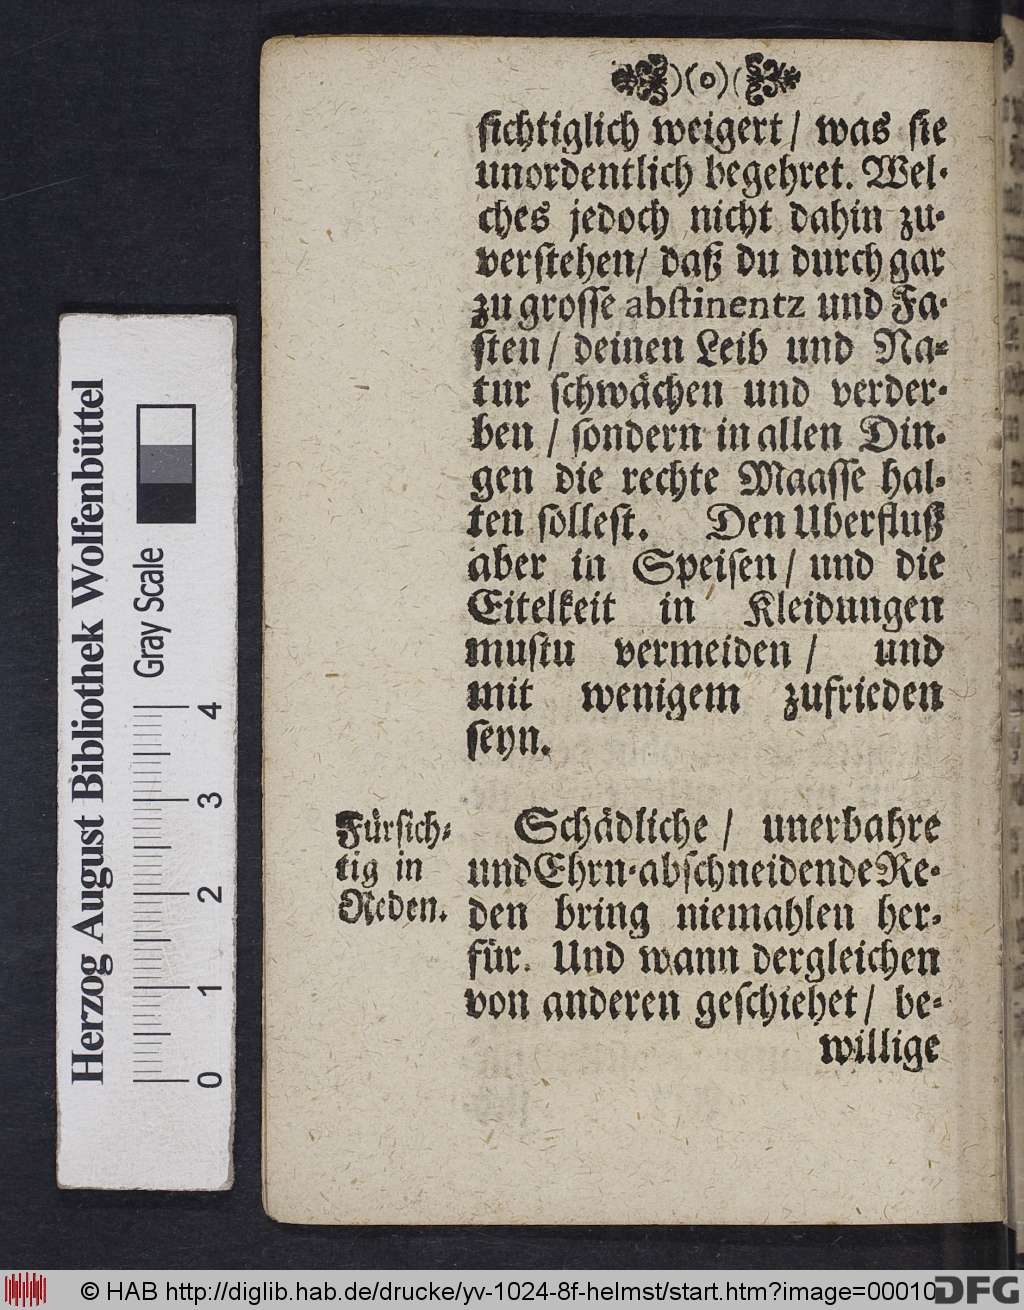 )(o)(
sichtiglich weigert/ was sie
unordentlich begehret. Wel-
ches jedoch nicht dahin zu-
verstehen/ daß du durch gar
zu grosse abstinentz und Fa-
sten/ deinen Leib und Na-
tur schwächen und verder-
ben/ sondern in allen Din-
gen die rechte Maasse hal-
ten sollest. Den Uberfluß
aber in Speisen/ und die
Eitelkeit in Kleidungen
mustu vermeiden/ und
mit wenigem zufrieden
seyn.
Fürsich-
tig in
Reden.
Schädliche/ unerbahre
und Ehrn-abschneidende Re-
den bring niemahlen her-
für. Und wann dergleichen
von anderen geschiehet/ be-
willige
Herzog August Bibliothek Wolfenbüttel
Gray Scale
0 1 2 3 4
© HAB http://diglib.hab.de/drucke/yv-1024-8f-helmst/start.htm?image=00010
DFG